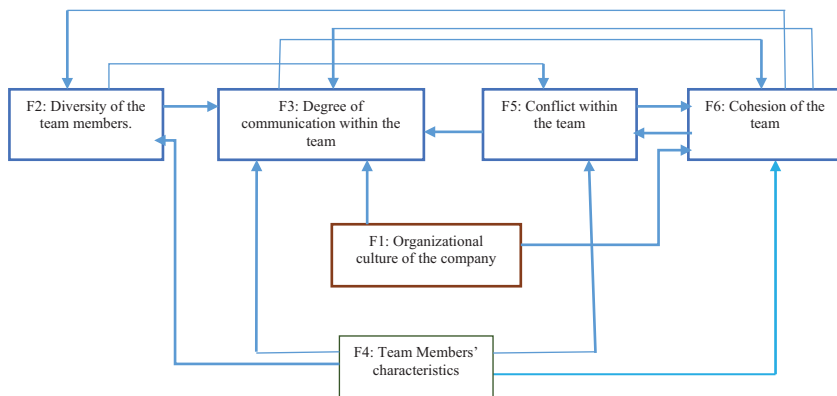 F2: Diversity of the
team members.
F3: Degree of
communication within the
team
F5: Conflict within
the team
F6: Cohesion of the
team
F1: Organizational
culture of the company
F4: Team Members’
characteristics